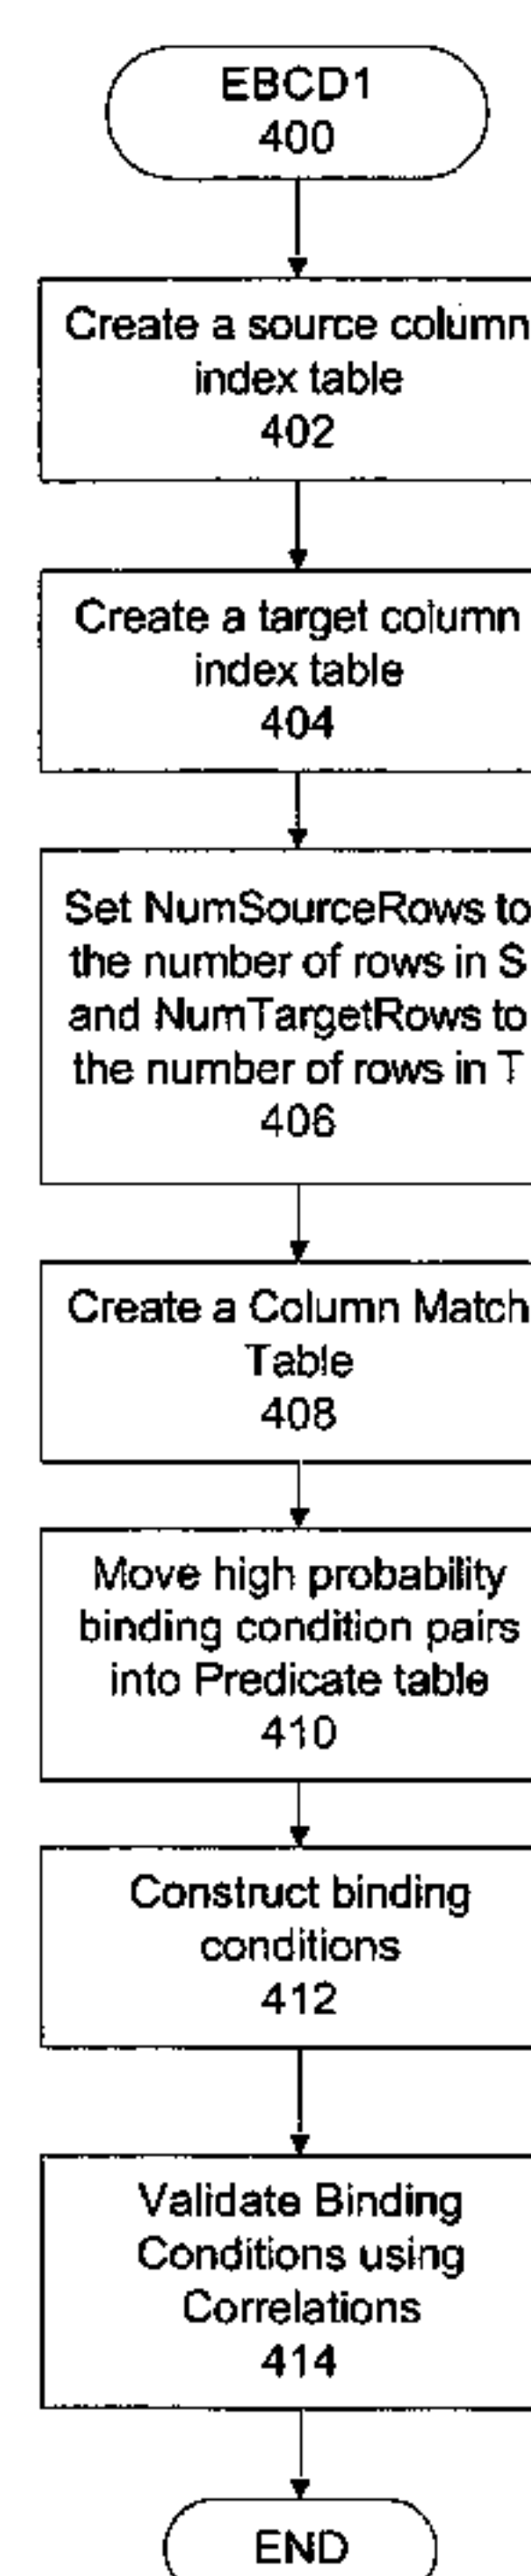 EBCD1
400
Create a source column
index table
402
Create a target column
index table
404
Set NumSourceRows to
the number of rows in S
and NumTargetRows to
the number of rows in T
406
Create a Column Match
Table
408
Move high probability
binding condition pairs
into Predicate table
410
Construct binding
conditions
412
Validate Binding
Conditions using
Correlations
414
END